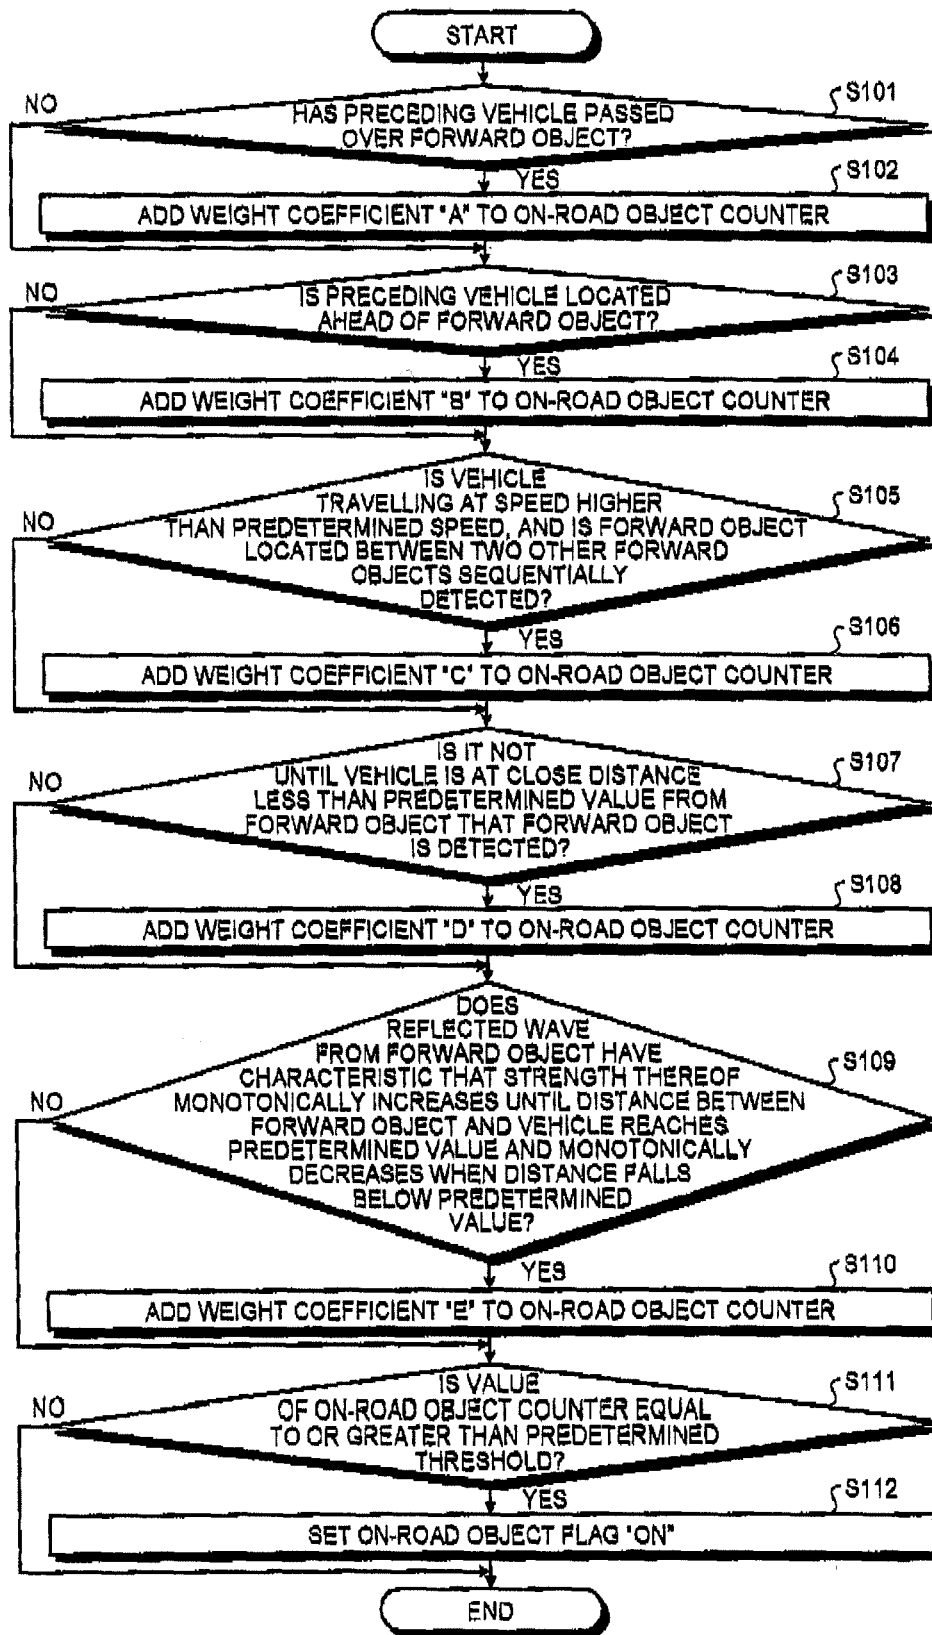 START
S101
NO
HAS PRECEDING VEHICLE PASSED
OVER FORWARD OBJECT?
YES
S102
ADD WEIGHT COEFFICIENT "A" TO ON-ROAD OBJECT COUNTER
S103
NO
IS PRECEDING VEHICLE LOCATED
AHEAD OF FORWARD OBJECT?
YES
S104
ADD WEIGHT COEFFICIENT "B" TO ON-ROAD OBJECT COUNTER
S105
NO
IS VEHICLE
TRAVELLING AT SPEED HIGHER
THAN PREDETERMINED SPEED, AND IS FORWARD OBJECT
LOCATED BETWEEN TWO OTHER FORWARD
OBJECTS SEQUENTIALLY
DETECTED?
YES
S106
ADD WEIGHT COEFFICIENT "C" TO ON-ROAD OBJECT COUNTER
S107
NO
IS IT NOT
UNTIL VEHICLE IS AT CLOSE DISTANCE
LESS THAN PREDETERMINED VALUE FROM
FORWARD OBJECT THAT FORWARD OBJECT
IS DETECTED?
YES
S108
ADD WEIGHT COEFFICIENT "D" TO ON-ROAD OBJECT COUNTER
S109
NO
DOES
REFLECTED WAVE
FROM FORWARD OBJECT HAVE
CHARACTERISTIC THAT STRENGTH THEREOF
MONOTONICALLY INCREASES UNTIL DISTANCE BETWEEN
FORWARD OBJECT AND VEHICLE REACHES
PREDETERMINED VALUE AND MONOTONICALLY
DECREASES WHEN DISTANCE FALLS
BELOW PREDETERMINED
VALUE?
YES
S110
ADD WEIGHT COEFFICIENT "E" TO ON-ROAD OBJECT COUNTER
S111
NO
IS VALUE
OF ON-ROAD OBJECT COUNTER EQUAL
TO OR GREATER THAN PREDETERMINED
THRESHOLD?
YES
S112
SET ON-ROAD OBJECT FLAG "ON"
END